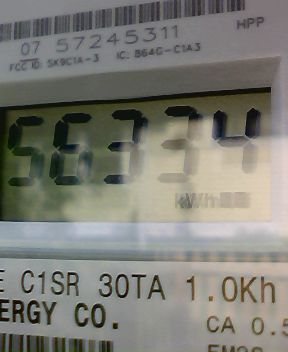 HPP
07 57245311
FCC ID: SK9C1A-3 IC: 864G-C1A3
56334
kWh
E C1SR 30TA 1.0Kh
ERGY CO.
CA 0.5